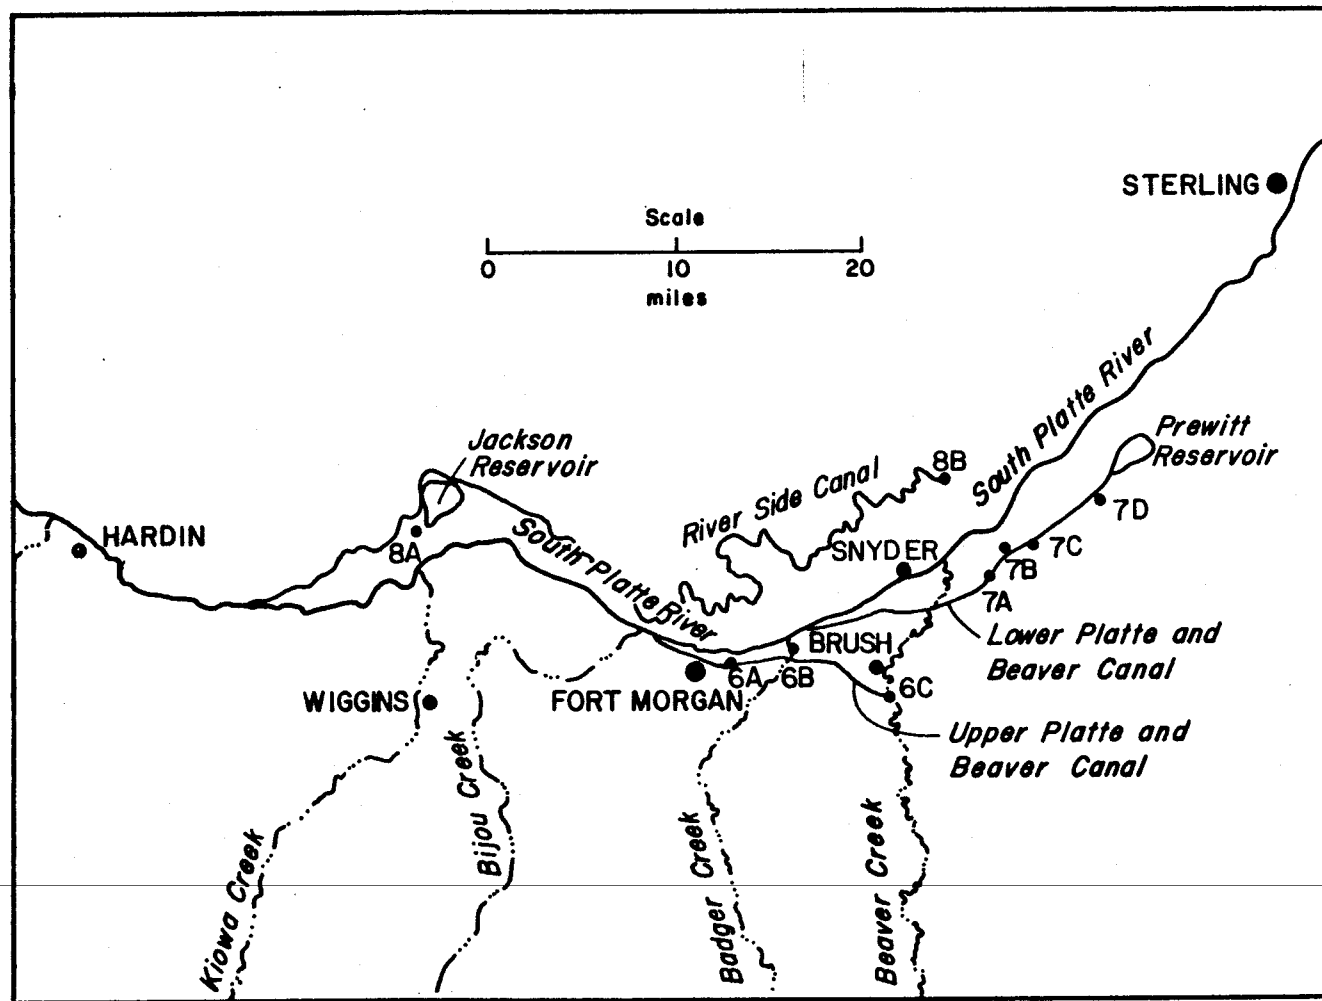 STERLING
Scale
0 10 20
miles
South Platte River
Jackson
Reservoir
Prewitt
Reservoir
River Side Canal
8B
7D
HARDIN
8A
South Platte River
SNYDER
7C
7B
7A
Lower Platte and
Beaver Canal
BRUSH
6A
6B
6C
WIGGINS
FORT MORGAN
Upper Platte and
Beaver Canal
Kiowa Creek
Bijou Creek
Badger Creek
Beaver Creek